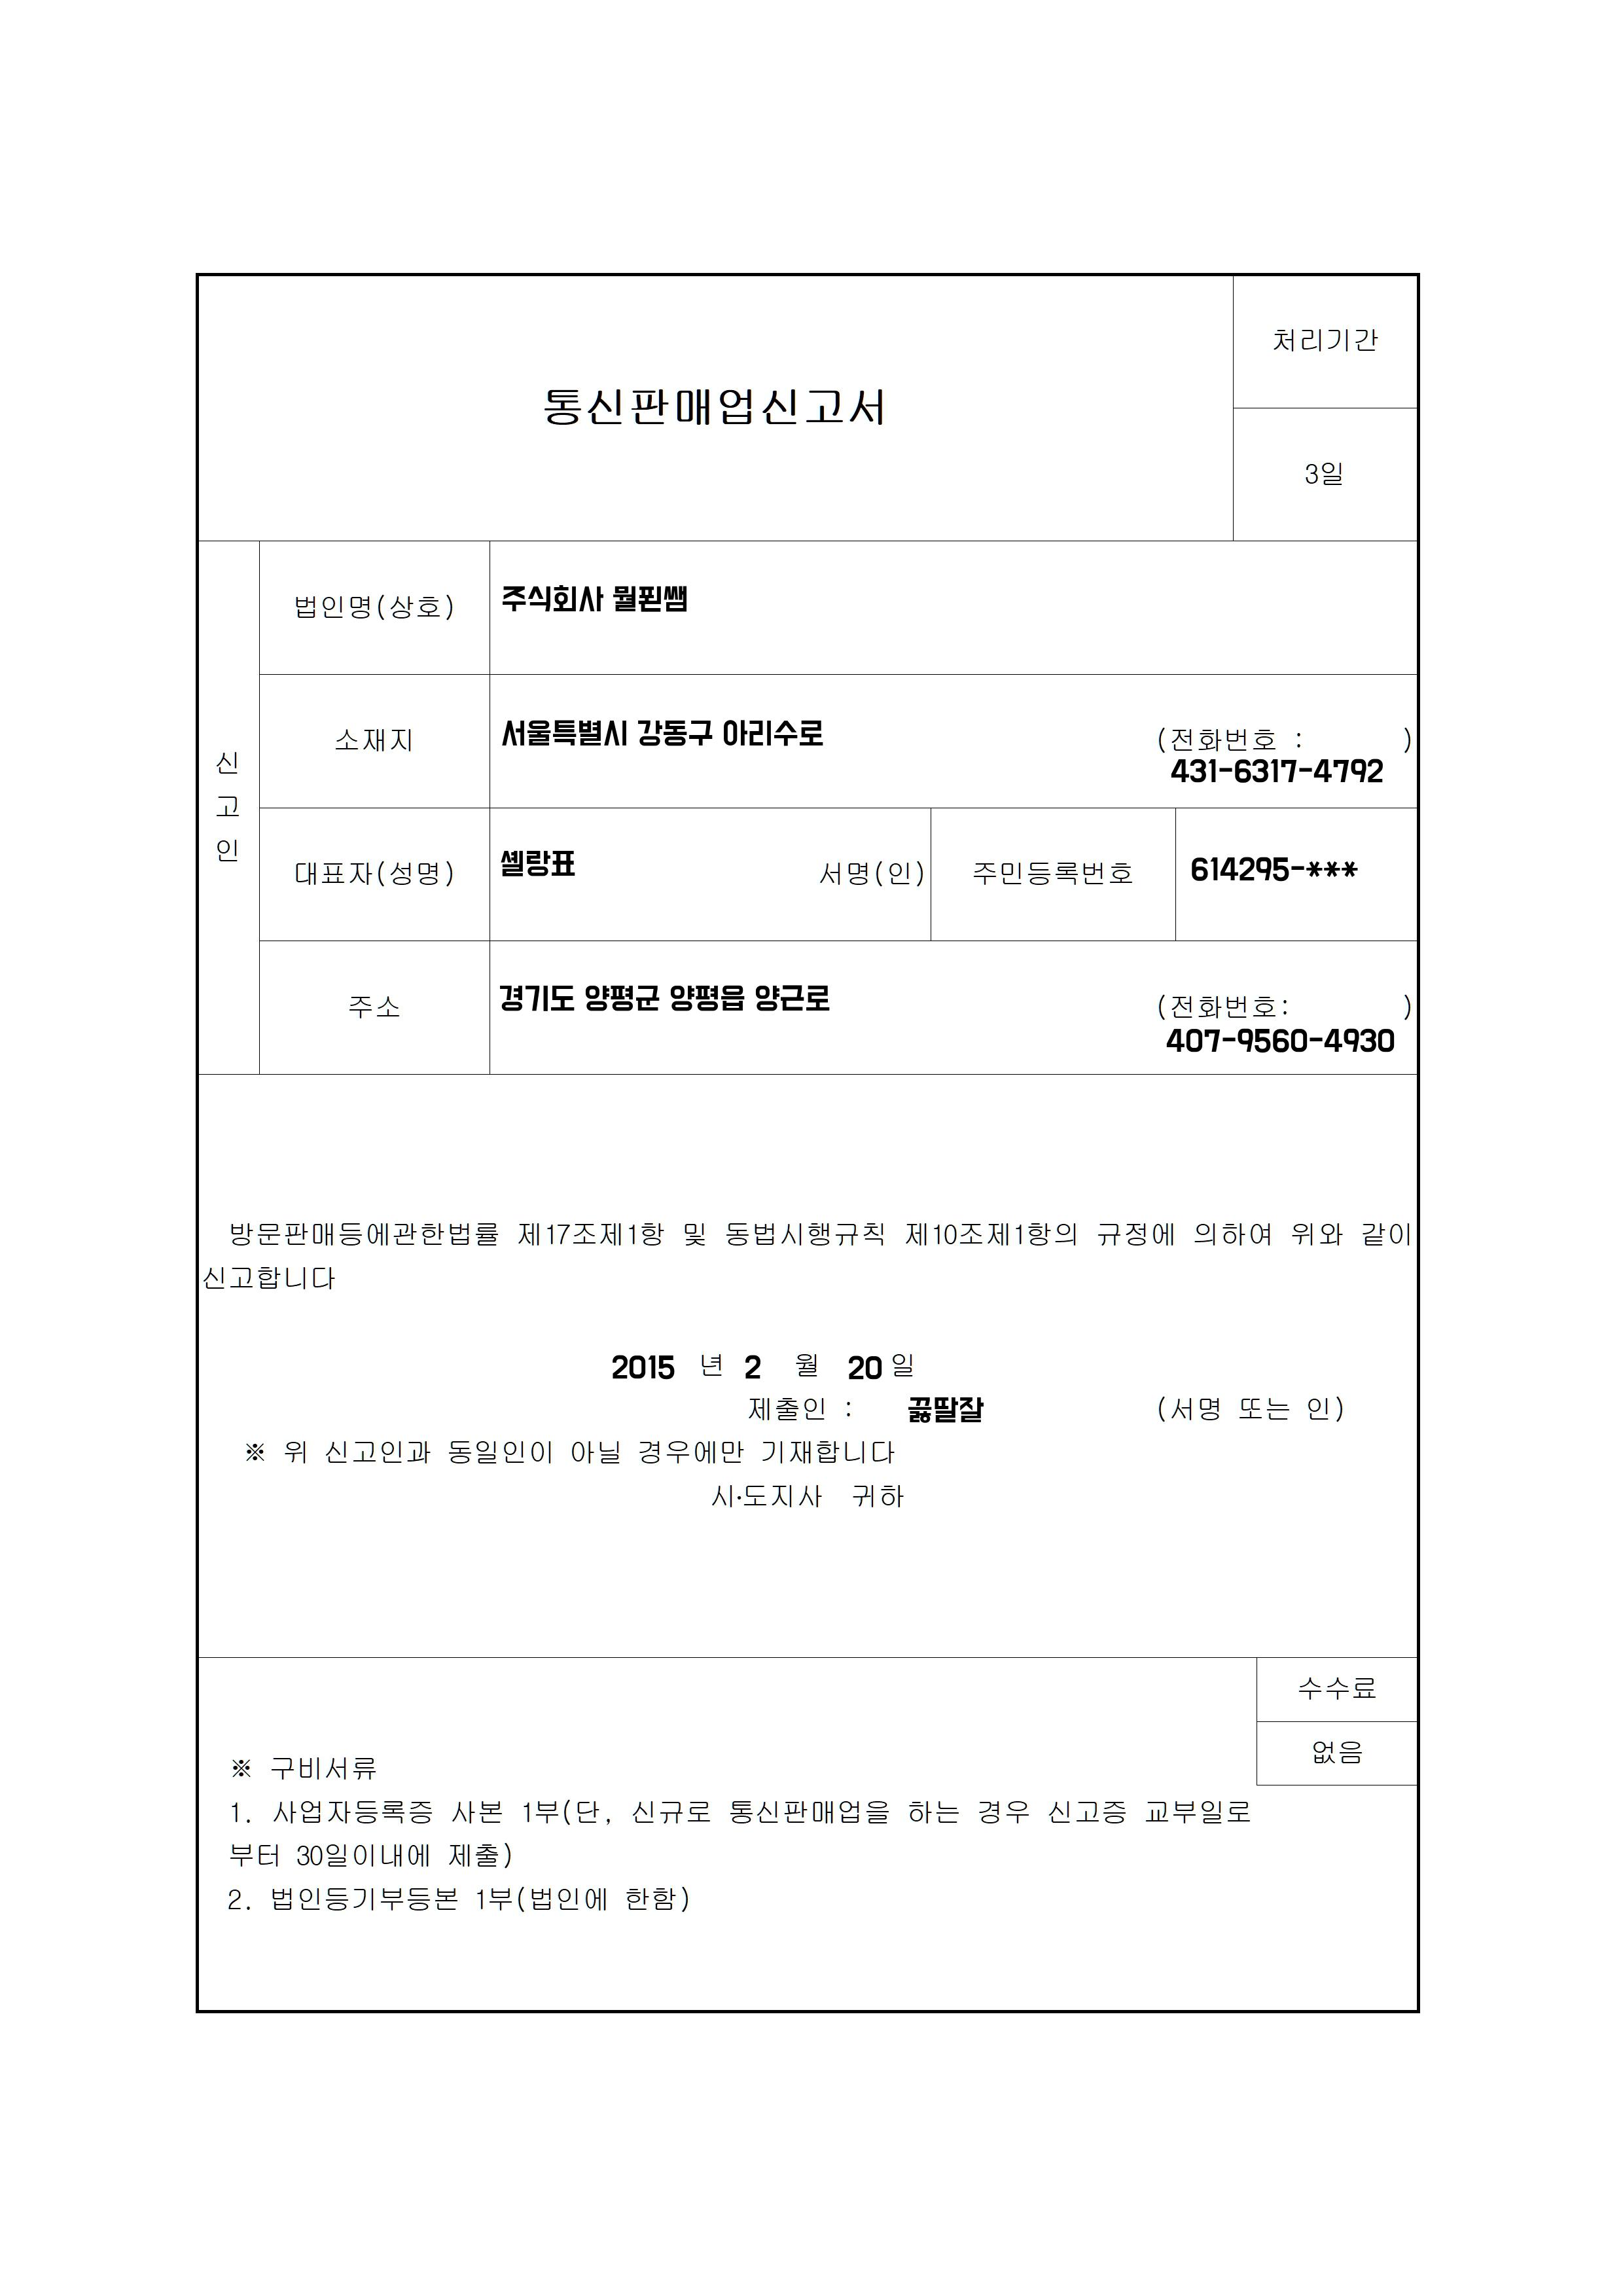 통신판매업신고서
처리기간
3일
신고인
법인명(상호) 주식회사 뭘푄쌤
소재지 서울특별시 강동구 아리수로 (전화번호 : )
431-6317-4792
대표자(성명) 셸랑표 서명(인) 주민등록번호 614295-***
주소 경기도 양평군 양평읍 양근로 (전화번호: )
407-9560-4930
방문판매등에관한법률 제17조제1항 및 동법시행규칙 제10조제1항의 규정에 의하여 위와 같이
신고합니다
2015 년 2 월 20 일
제출인 : 끓딸잘 (서명 또는 인)
※ 위 신고인과 동일인이 아닐 경우에만 기재합니다
시·도지사 귀하
수수료
없음
※ 구비서류
1. 사업자등록증 사본 1부(단, 신규로 통신판매업을 하는 경우 신고증 교부일로
부터 30일이내에 제출)
2. 법인등기부등본 1부(법인에 한함)